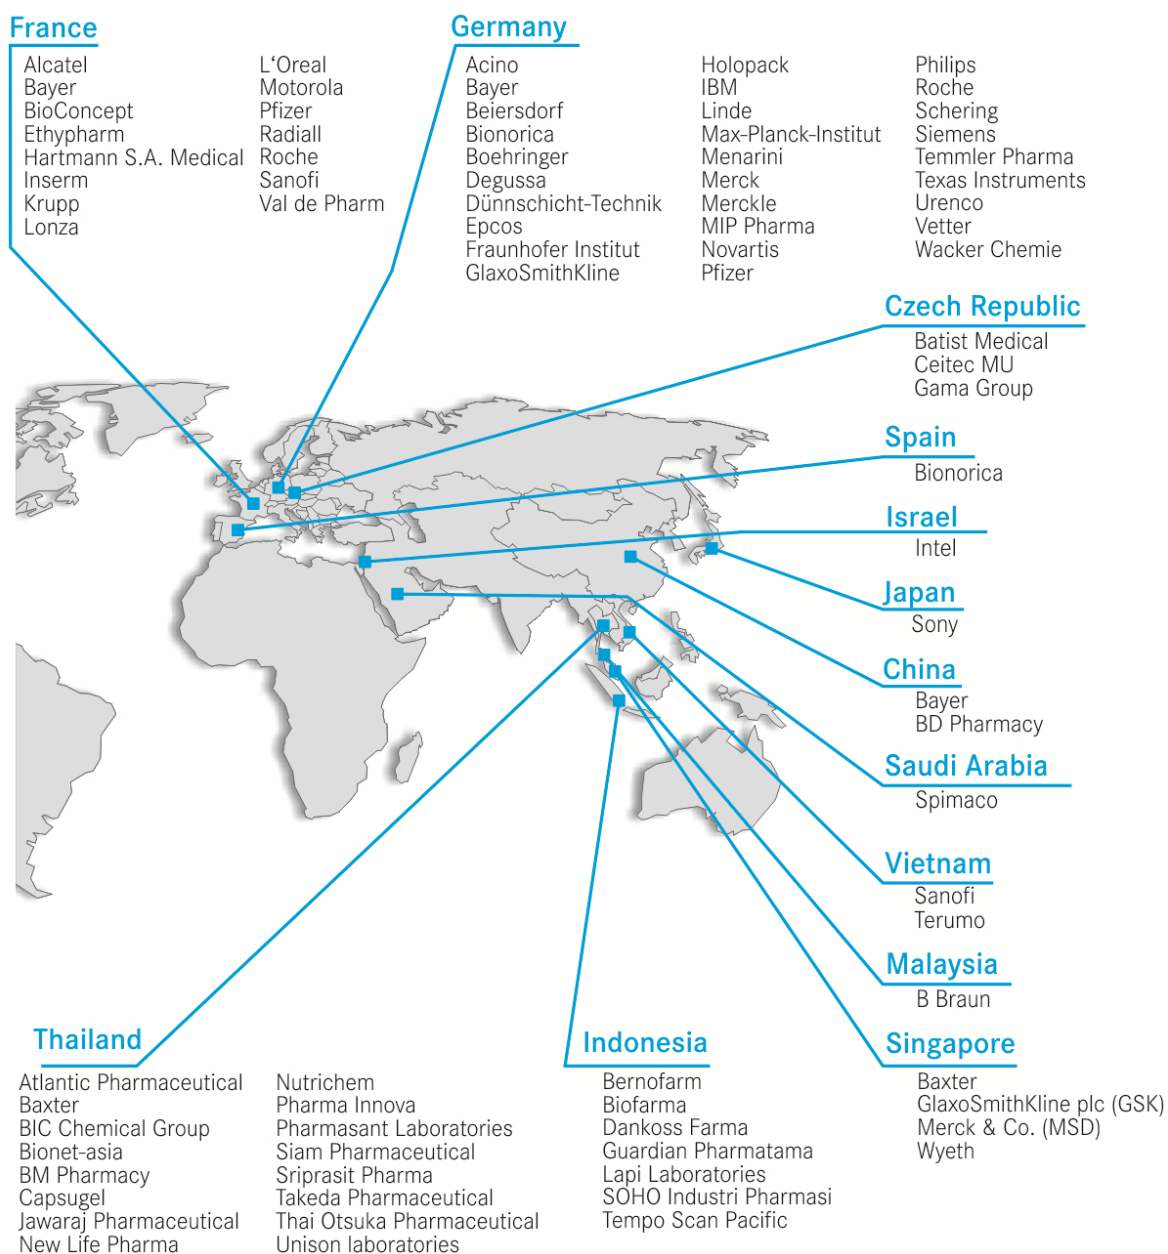 France
Alcatel
Bayer
BioConcept
Ethypharm
Hartmann S.A. Medical
Inserm
Krupp
Lonza
L‘Oreal
Motorola
Pfizer
Radiall
Roche
Sanofi
Val de Pharm
Germany
Acino
Bayer
Beiersdorf
Bionorica
Boehringer
Degussa
Dünnschicht-Technik
Epcos
Fraunhofer Institut
GlaxoSmithKline
Holopack
IBM
Linde
Max-Planck-Institut
Menarini
Merck
Merckle
MIP Pharma
Novartis
Pfizer
Philips
Roche
Schering
Siemens
Temmler Pharma
Texas Instruments
Urenco
Vetter
Wacker Chemie
Czech Republic
Batist Medical
Ceitec MU
Gama Group
Spain
Bionorica
Israel
Intel
Japan
Sony
China
Bayer
BD Pharmacy
Saudi Arabia
Spimaco
Vietnam
Sanofi
Terumo
Malaysia
B Braun
Singapore
Baxter
GlaxoSmithKline plc (GSK)
Merck & Co. (MSD)
Wyeth
Indonesia
Bernofarm
Biofarma
Dankoss Farma
Guardian Pharmatama
Lapi Laboratories
SOHO Industri Pharmasi
Tempo Scan Pacific
Thailand
Atlantic Pharmaceutical
Baxter
BIC Chemical Group
Bionet-asia
BM Pharmacy
Capsugel
Jawaraj Pharmaceutical
New Life Pharma
Nutrichem
Pharma Innova
Pharmasant Laboratories
Siam Pharmaceutical
Sriprasit Pharma
Takeda Pharmaceutical
Thai Otsuka Pharmaceutical
Unison laboratories